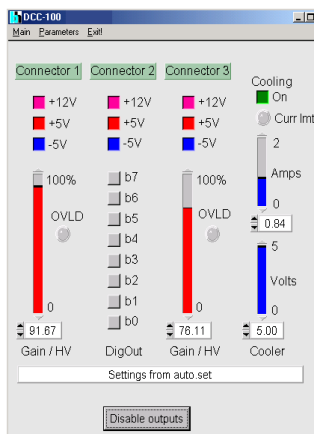 DCC-100
Main Parameters Exit!
Connector 1 Connector 2 Connector 3
Cooling
On
+12V +12V +12V
+5V +5V +5V
Curr lmt
-5V -5V -5V
2
100% b7 100%
Amps
b6
OVLD b5 OVLD
0
b4
0.84
b3
5
b2
Volts
b1
0 b0 0
0
91.67 76.11 5.00
Gain / HV DigOut Gain / HV Cooler
Settings from auto.set
Disable outputs